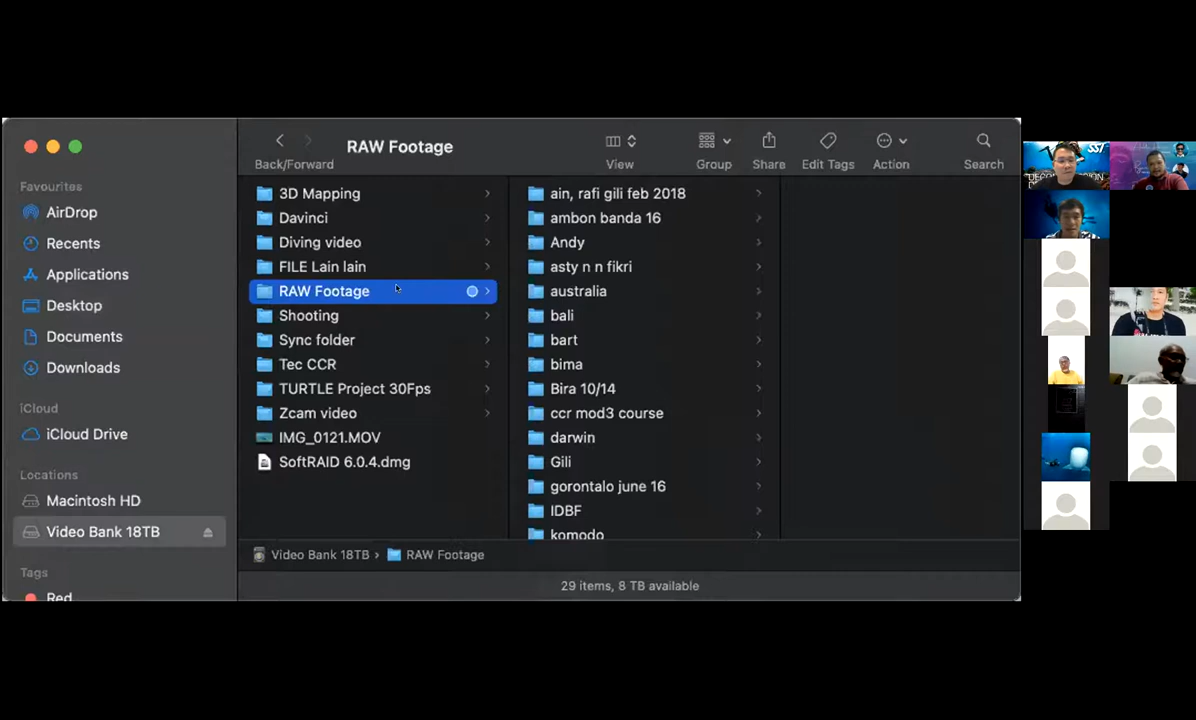 RAW Footage
Back/Forward
View
Group
Share
Edit Tags
Action
Search
Favourites
AirDrop
Recents
Applications
Desktop
Documents
Downloads
iCloud
iCloud Drive
Locations
Macintosh HD
Video Bank 18TB
Tags
Red
3D Mapping
Davinci
Diving video
FILE Lain lain
RAW Footage
Shooting
Sync folder
Tec CCR
TURTLE Project 30Fps
Zcam video
IMG_0121.MOV
SoftRAID 6.0.4.dmg
ain, rafi gili feb 2018
ambon banda 16
Andy
asty n n fikri
australia
bali
bart
bima
Bira 10/14
ccr mod3 course
darwin
Gili
gorontalo june 16
IDBF
komodo
Video Bank 18TB › RAW Footage
29 items, 8 TB available